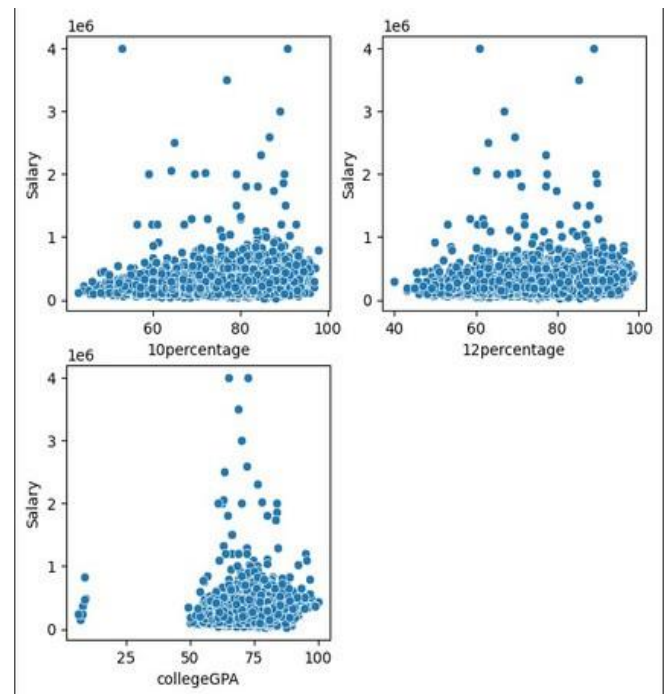 1e6 1e6
4 4
3 3
Salary Salary
2 2
1 1
0 0
60 80 100 40 60 80 100
10percentage 12percentage
1e6
4
3
Salary
2
1
0
25 50 75 100
collegeGPA